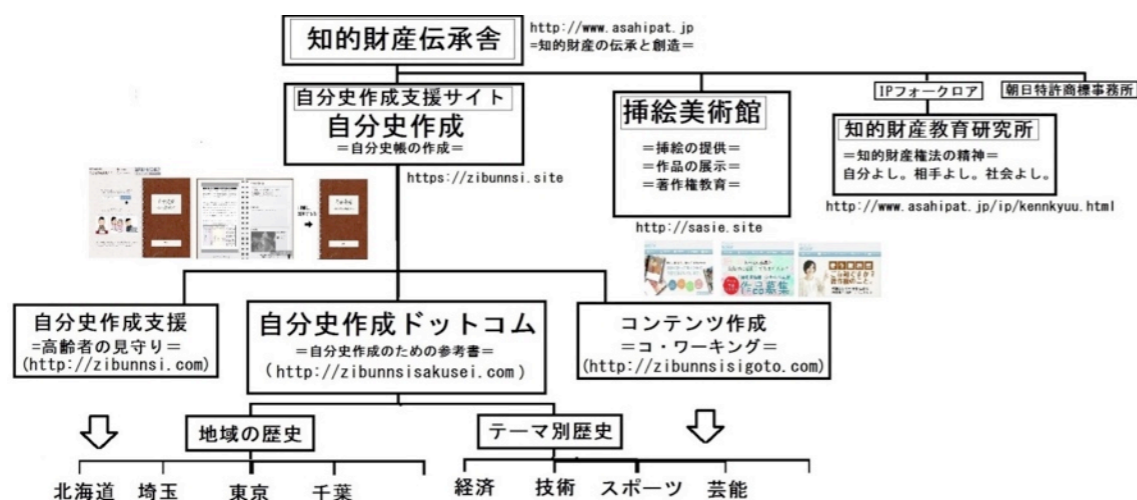 知的財産伝承舎
http://www.asahipat.jp
=知的財産の伝承と創造=
自分史作成支援サイト
自分史作成
=自分史帳の作成=
https://zibunnsi.site
挿絵美術館
=挿絵の提供=
=作品の展示=
=著作権教育=
http://sasie.site
IPフォークロア
朝日特許商標事務所
知的財産教育研究所
=知的財産権法の精神=
自分よし。相手よし。社会よし。
http://www.asahipat.jp/ip/kennkyuu.html
作品募集
自分史作成支援
=高齢者の見守り=
(http://zibunnsi.com)
自分史作成ドットコム
=自分史作成のための参考書=
(http://zibunnsisakusei.com)
コンテンツ作成
=コ・ワーキング=
(http://zibunnsisigoto.com)
地域の歴史
テーマ別歴史
北海道 埼玉 東京 千葉
経済 技術 スポーツ 芸能